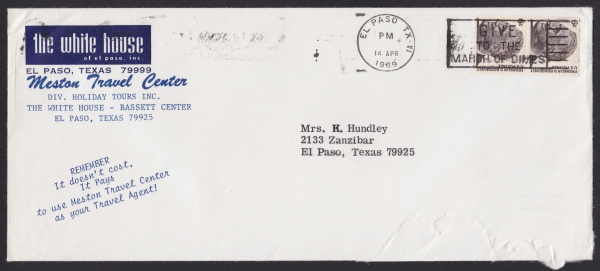 the white house
of el paso, inc.
EL PASO, TEXAS 79999
Meston Travel Center
DIV. HOLIDAY TOURS INC.
THE WHITE HOUSE - BASSETT CENTER
EL PASO, TEXAS 79925
REMEMBER
It doesn't cost,
It Pays
to use Meston Travel Center
as your Travel Agent!
EL PASO TX
PM
14 APR
1969
GIVE
TO THE
MARCH OF DIMES
Mrs. H. Hundley
2133 Zanzibar
El Paso, Texas 79925